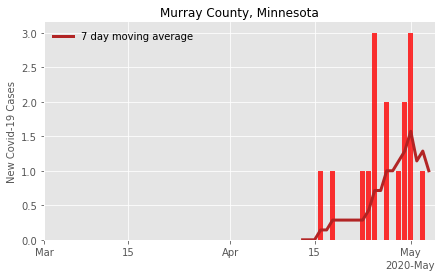 Murray County, Minnesota
7 day moving average
New Covid-19 Cases
3.0
2.5
2.0
1.5
1.0
0.5
0.0
Mar 15 Apr 15 May
2020-May